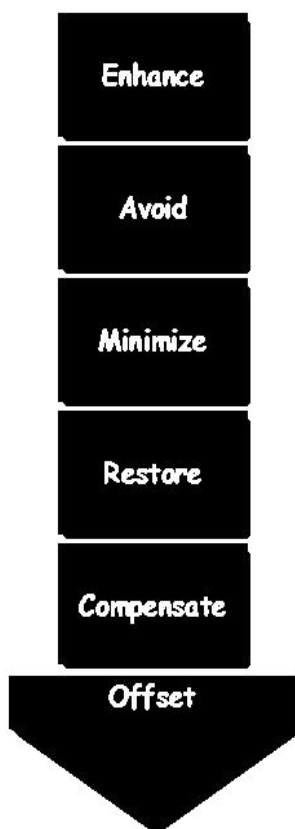 Enhance
Avoid
Minimize
Restore
Compensate
Offset